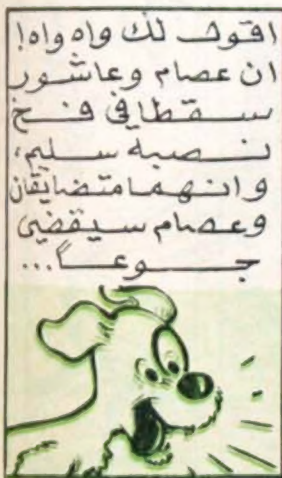 اقول لك واه واه!
ان عصام وعاشور
سقطا في فخ
نصبه سليم،
وانهما متضايقان
وعصام سيقضي
جوعاً...